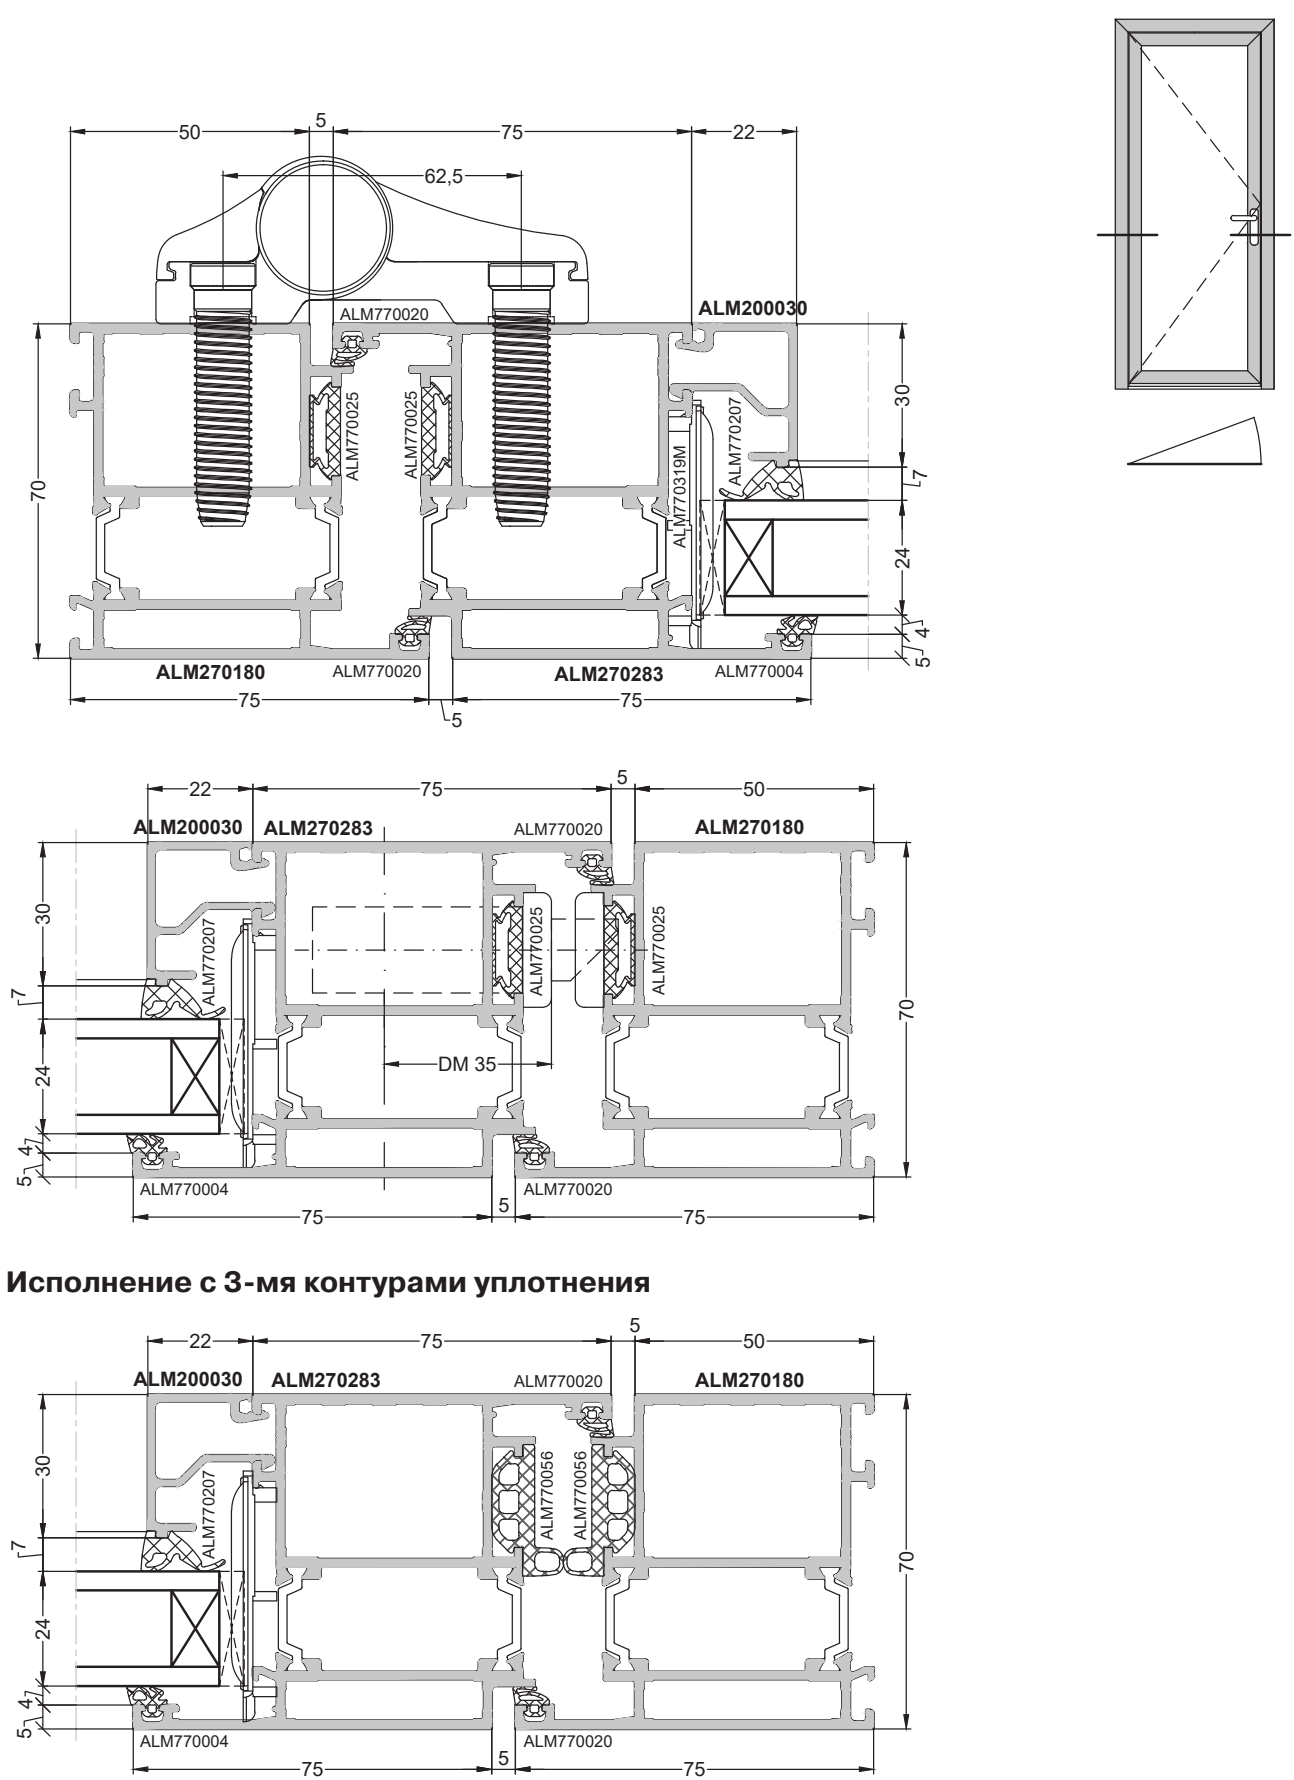 50 5 75 22
62,5
ALM770020 ALM200030
ALM770025 ALM770025 ALM770319M ALM770207
70 30 7 24 4 5
ALM270180 ALM770020 ALM270283 ALM770004
75 5 75
22 75 5 50
ALM200030 ALM270283 ALM770020 ALM270180
30 7 24 4 5
ALM770207 ALM770025 ALM770025
70
DM 35
ALM770004 ALM770020
75 5 75
Исполнение с 3-мя контурами уплотнения
22 75 5 50
ALM200030 ALM270283 ALM770020 ALM270180
30 7 24 4 5
ALM770207 ALM770056 ALM770056
70
ALM770004 ALM770020
75 5 75